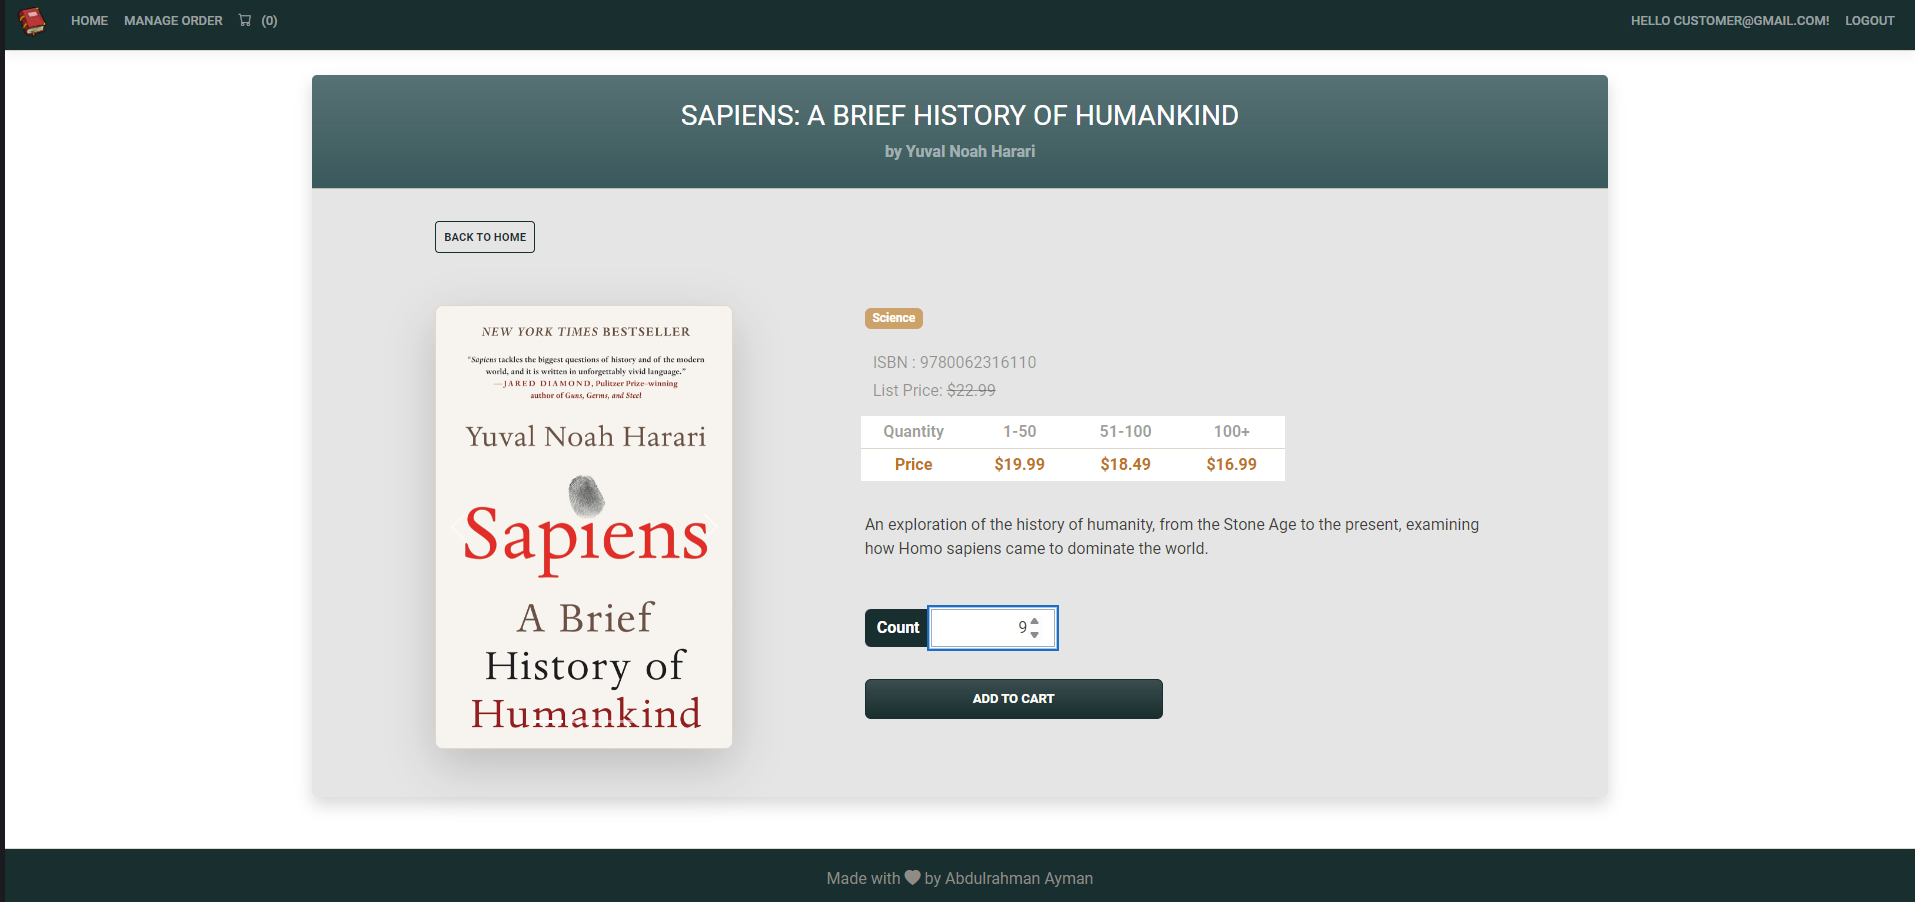 HOME MANAGE ORDER (0) HELLO CUSTOMER@GMAIL.COM! LOGOUT
SAPIENS: A BRIEF HISTORY OF HUMANKIND
by Yuval Noah Harari
BACK TO HOME
NEW YORK TIMES BESTSELLER
"Sapiens tackles the biggest questions of history and of the modern
world, and it is written in unforgettably vivid language."
—JARED DIAMOND, Pulitzer Prize–winning
author of Guns, Germs, and Steel
Yuval Noah Harari
Sapiens
A Brief
History of
Humankind
Science
ISBN : 9780062316110
List Price: $22.99
Quantity 1-50 51-100 100+
Price $19.99 $18.49 $16.99
An exploration of the history of humanity, from the Stone Age to the present, examining
how Homo sapiens came to dominate the world.
Count 9
ADD TO CART
Made with by Abdulrahman Ayman